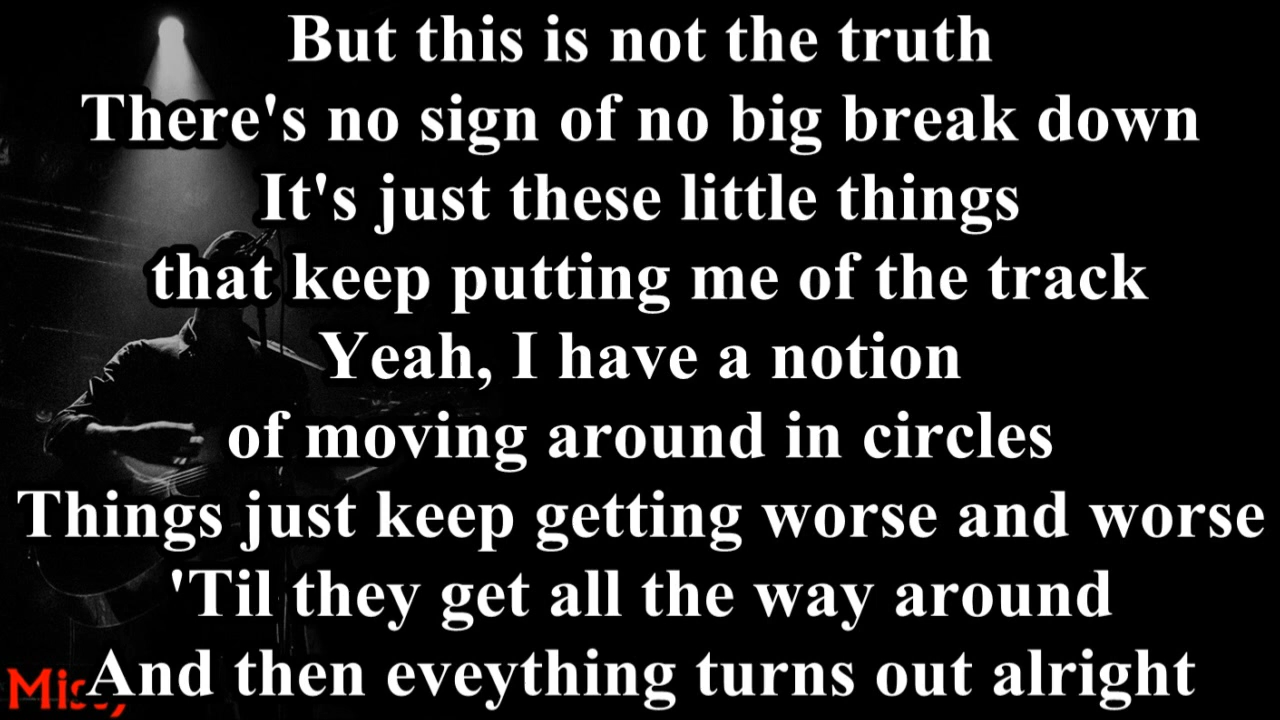 But this is not the truth
There's no sign of no big break down
It's just these little things
that keep putting me of the track
Yeah, I have a notion
of moving around in circles
Things just keep getting worse and worse
'Til they get all the way around
And then eveything turns out alright